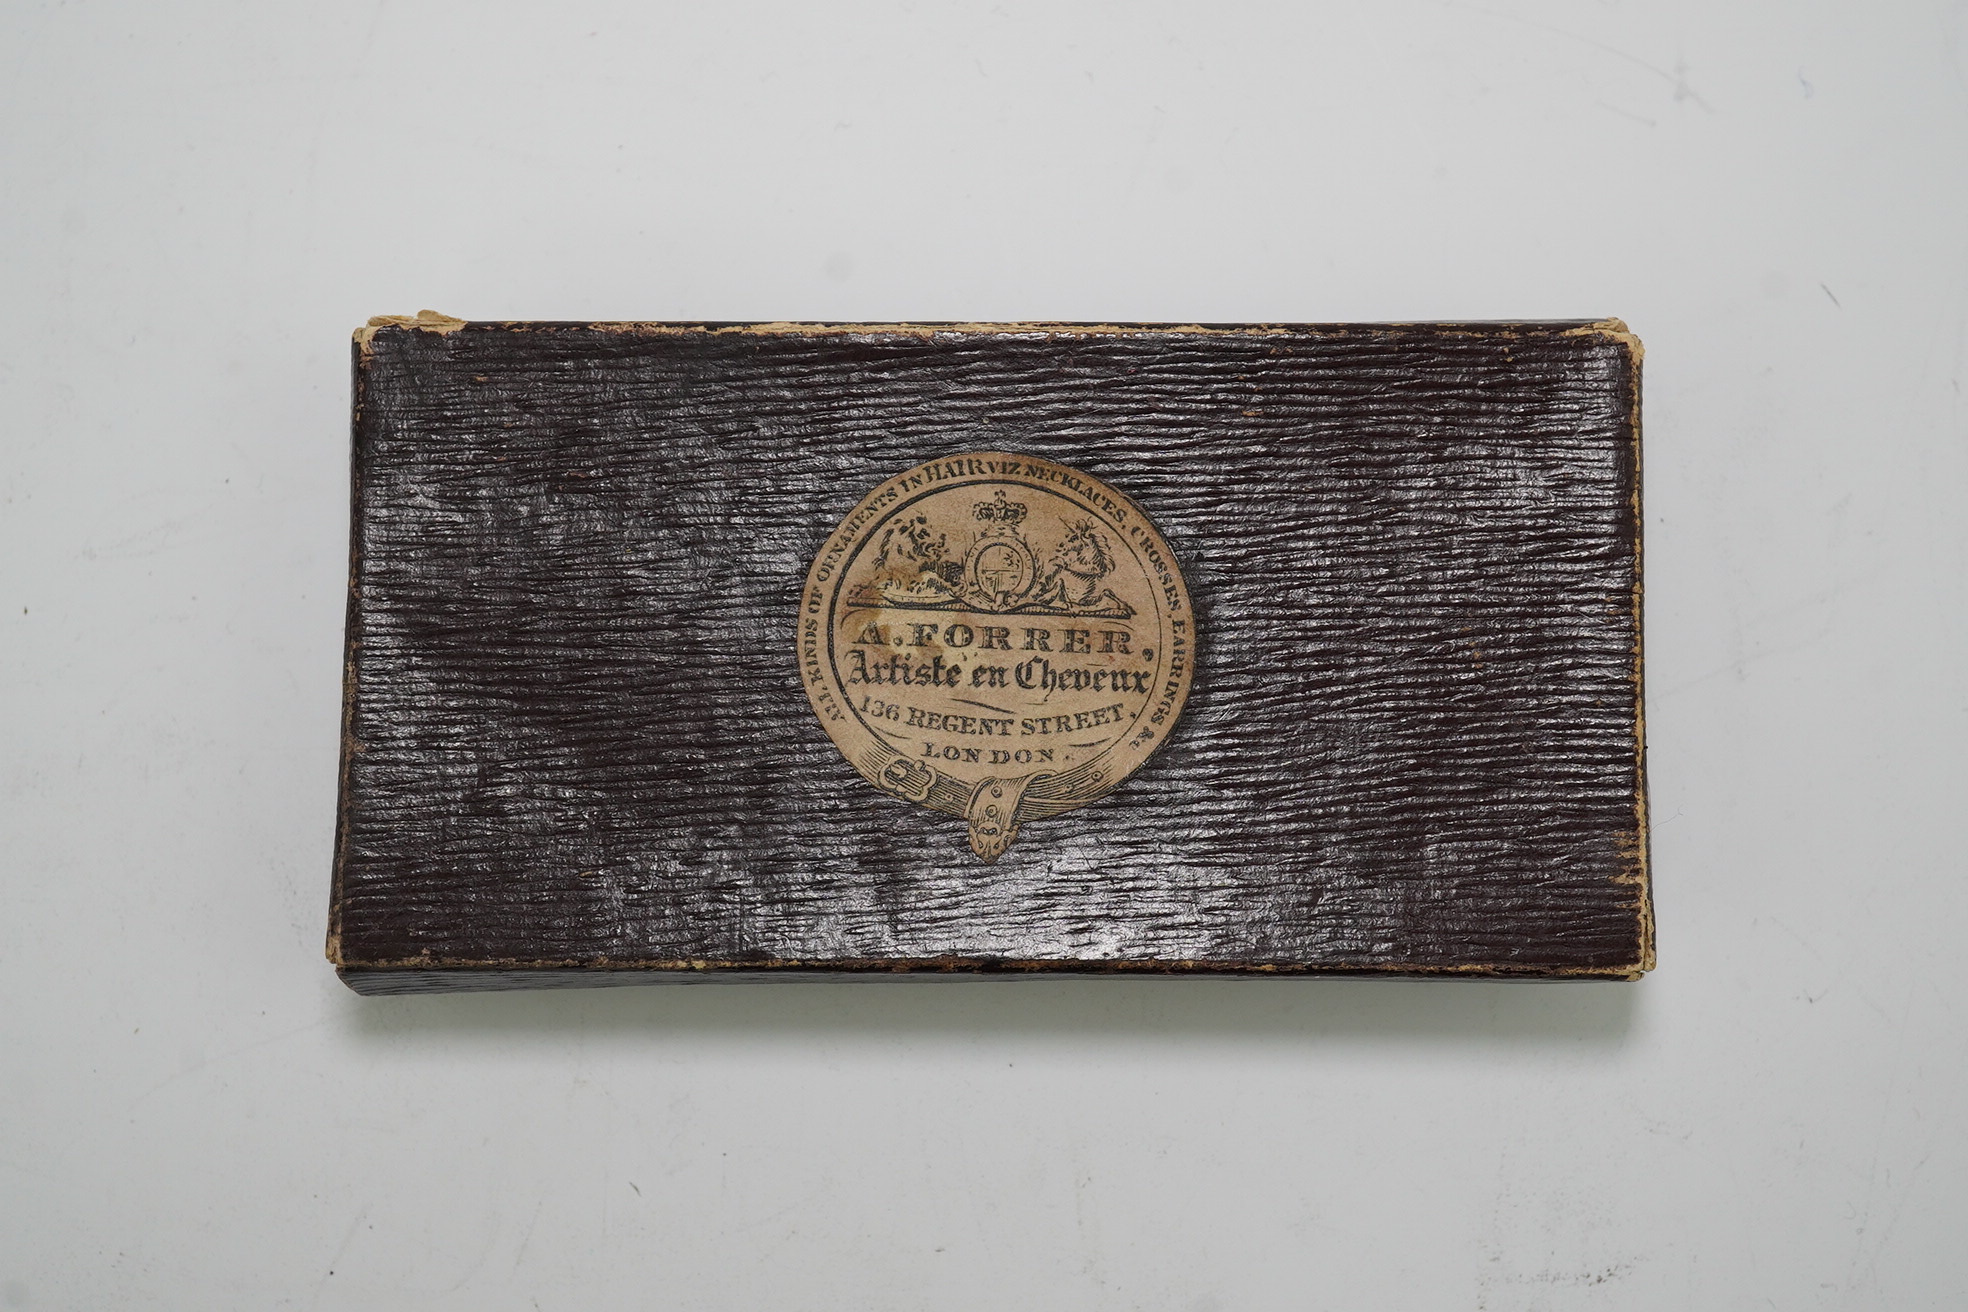 ALL KINDS OF ORNAMENTS IN HAIR VIZ NECKLACES, CROSSES, EARRINGS &c
A. FORRER,
Artiste en Cheveux
136 REGENT STREET,
LONDON.